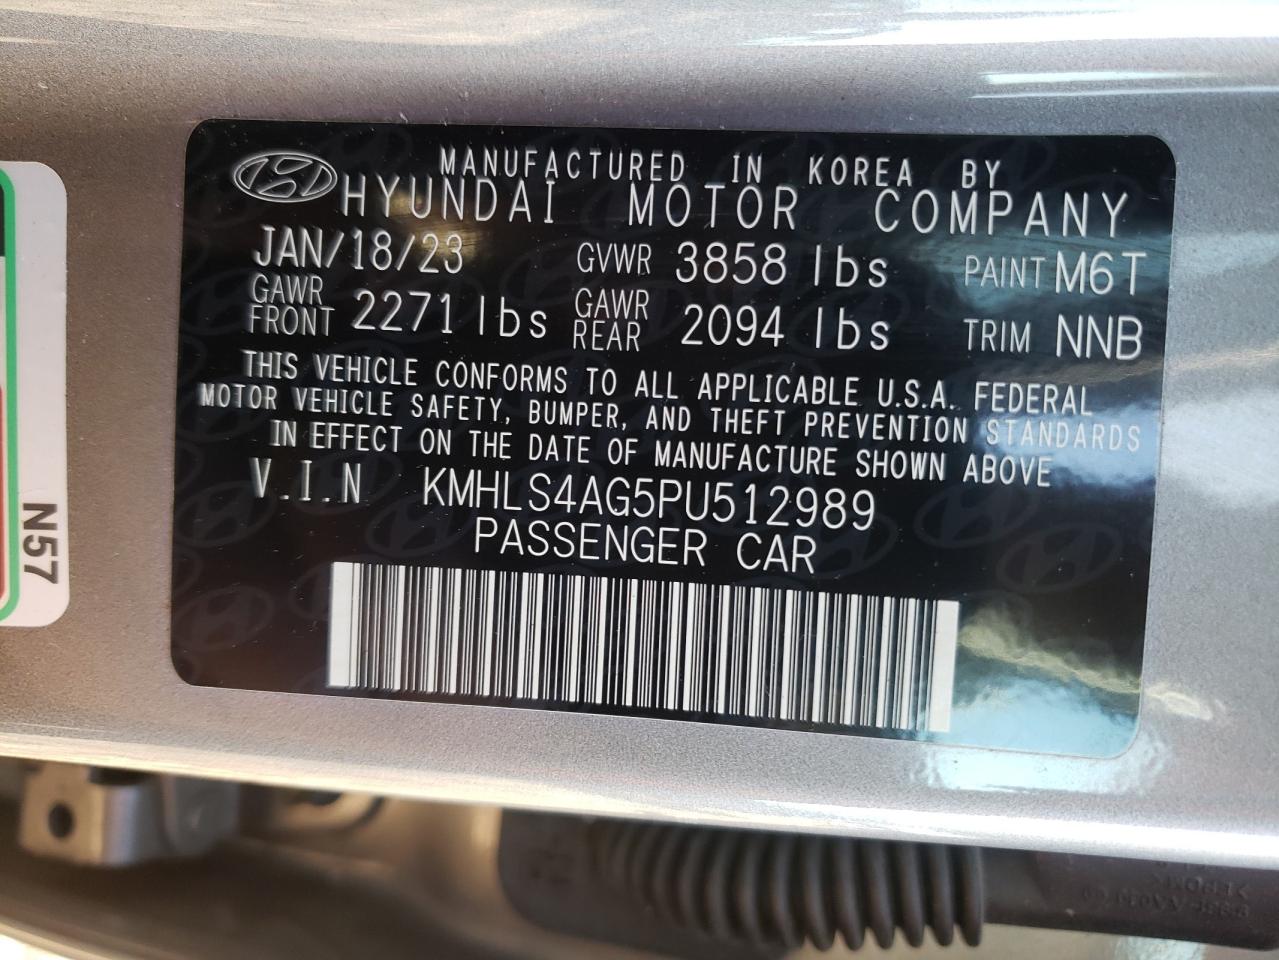 MANUFACTURED IN KOREA BY
HYUNDAI MOTOR COMPANY
JAN/18/23 GVWR 3858 lbs PAINT M6T
GAWR FRONT 2271 lbs GAWR REAR 2094 lbs TRIM NNB
THIS VEHICLE CONFORMS TO ALL APPLICABLE U.S.A. FEDERAL
MOTOR VEHICLE SAFETY, BUMPER, AND THEFT PREVENTION STANDARDS
IN EFFECT ON THE DATE OF MANUFACTURE SHOWN ABOVE
V.I.N KMHLS4AG5PU512989
PASSENGER CAR
N57
>EPDM<